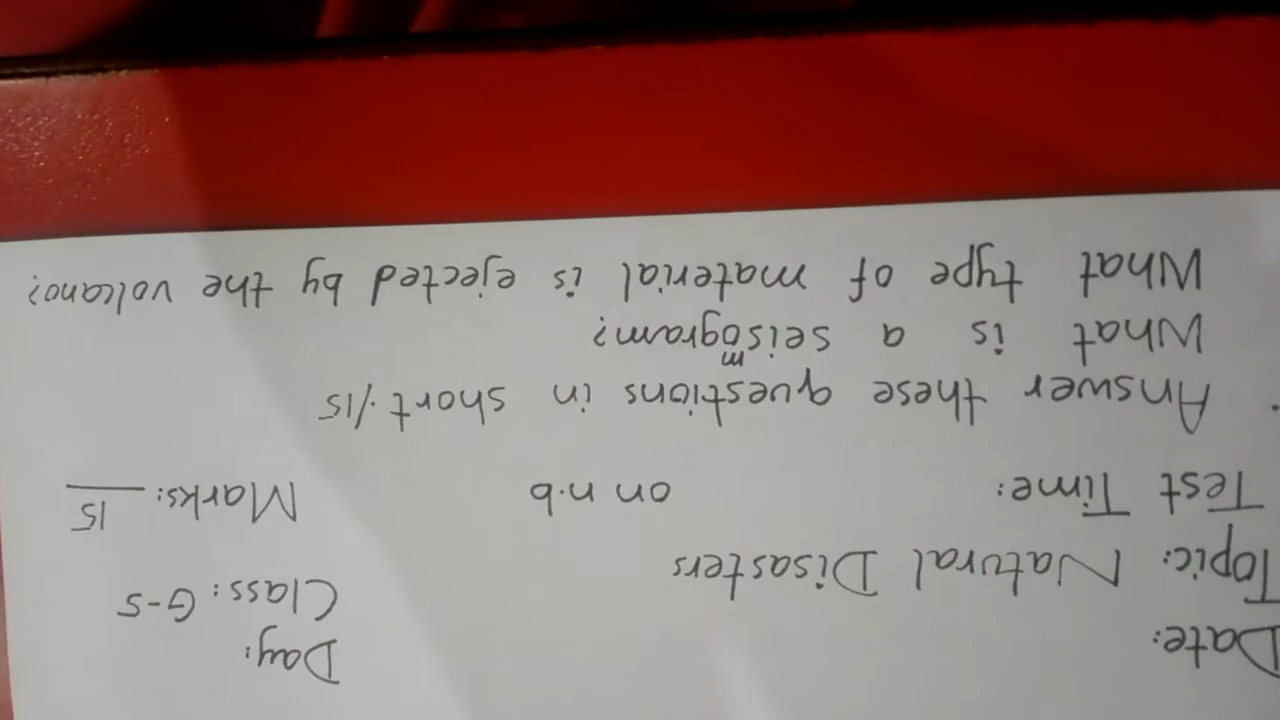 Date: Day:
Topic: Natural Disasters Class: G-5
Test Time: on n.b Marks: 15
Answer these questions in short ./15
What is a seismogram?
What type of material is ejected by the volcano?